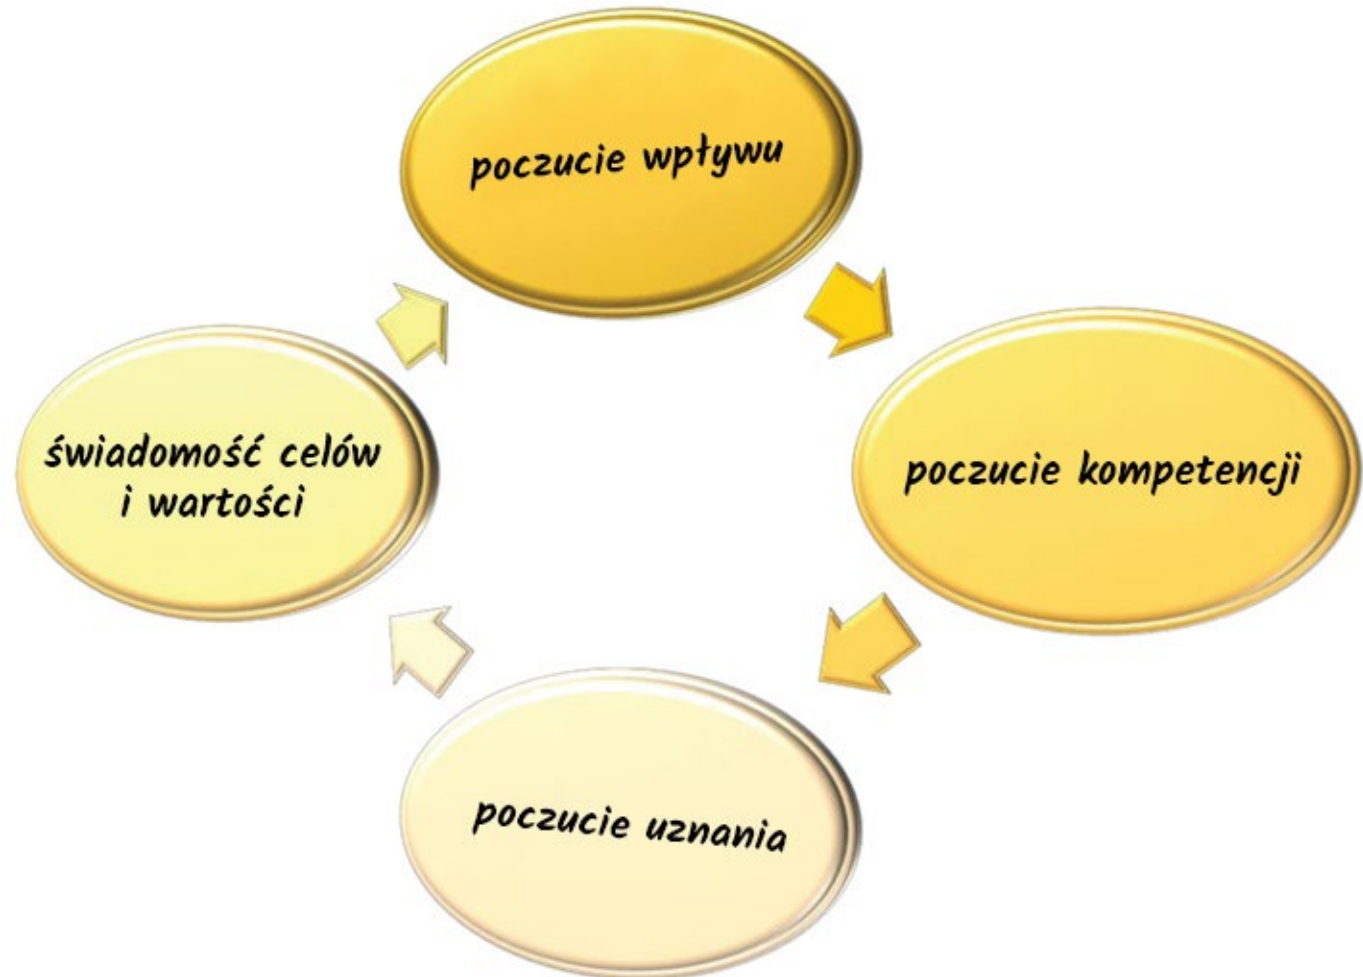 poczucie wpływu
świadomość celów
i wartości
poczucie kompetencji
poczucie uznania